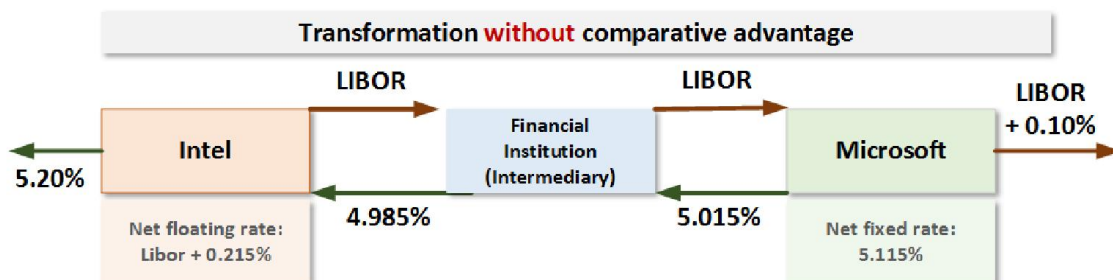 Transformation without comparative advantage
LIBOR
LIBOR
LIBOR
+ 0.10%
Intel
Financial
Institution
(Intermediary)
Microsoft
5.20%
4.985%
5.015%
Net floating rate:
Libor + 0.215%
Net fixed rate:
5.115%